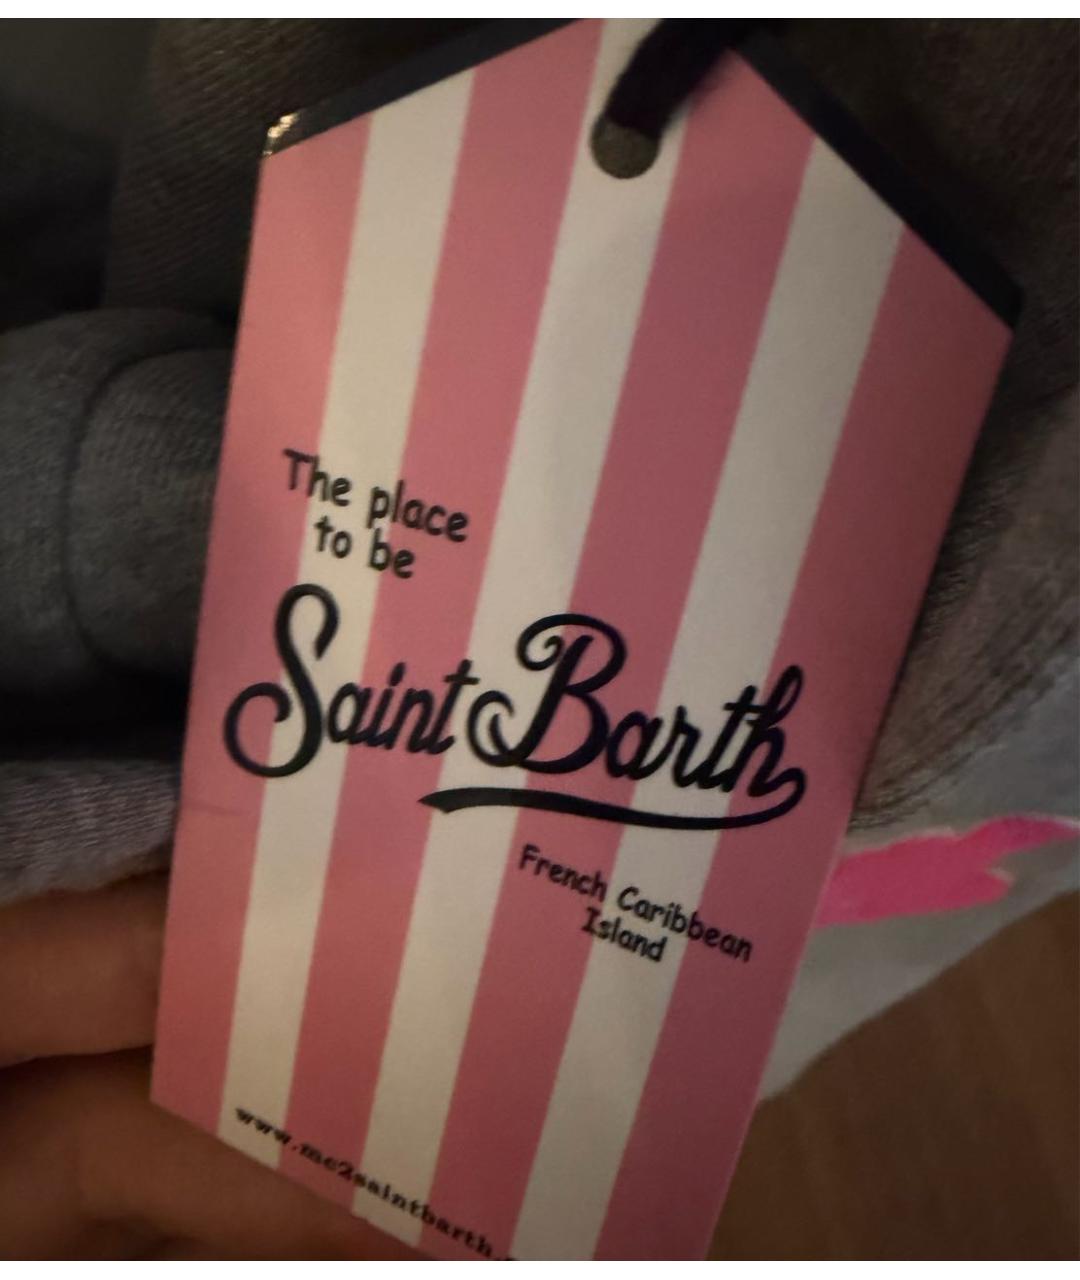 The place
to be
Saint Barth
French Caribbean
Island
www.mc2saintbarth.